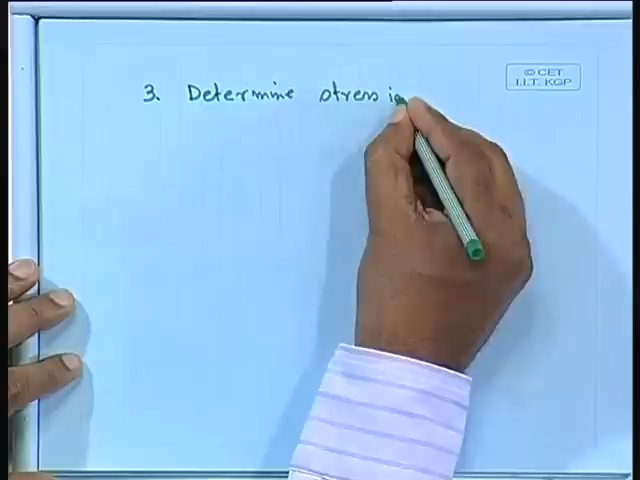 3. Determine stress i
© CET
I.I.T. KGP